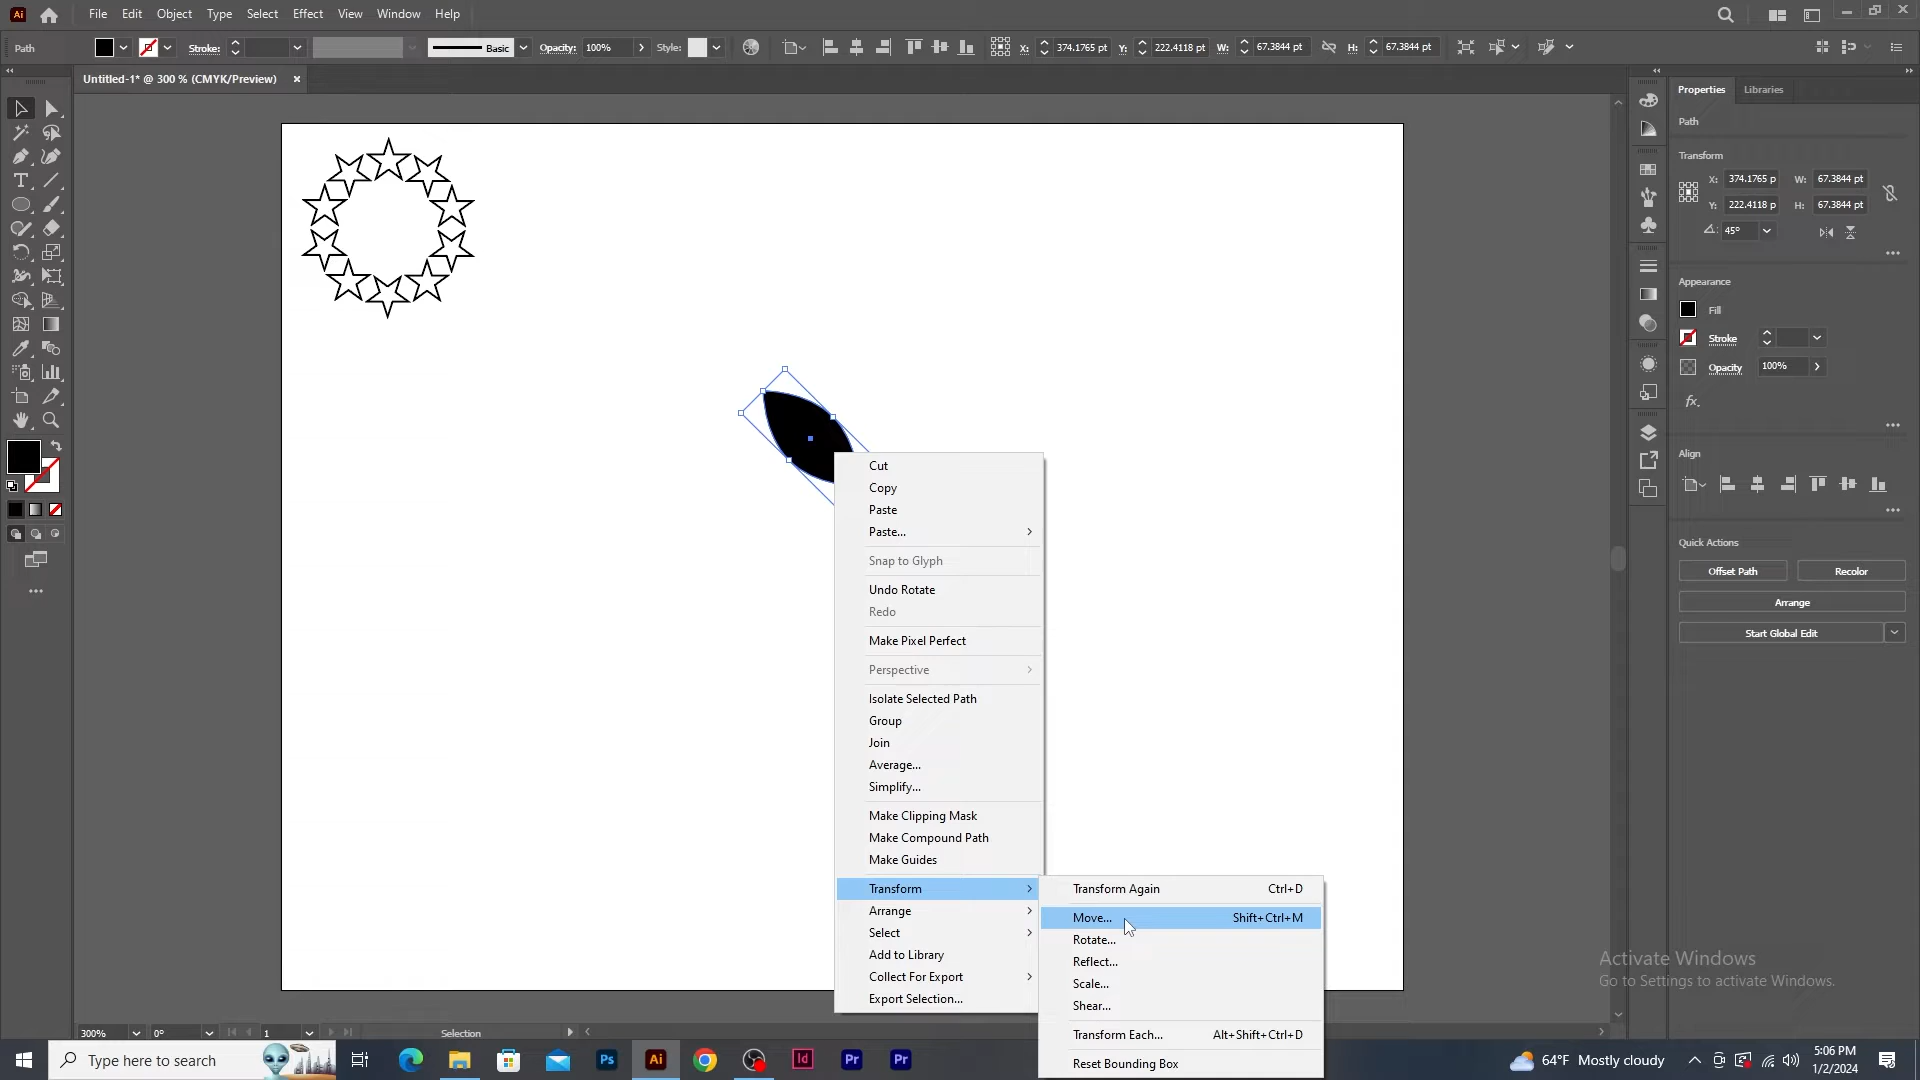 File Edit Object Type Select Effect View Window Help
Path Stroke: Basic Opacity: 100% Style: X: 374.1765 pt Y: 222.4118 pt W: 67.3844 pt H: 67.3844 pt
Untitled-1* @ 300 % (CMYK/Preview) ×
Properties Libraries
Path
Transform
X: 374.1765 p W: 67.3844 pt
Y: 222.4118 p H: 67.3844 pt
45°
Appearance
Fill
Stroke
Opacity 100%
fx.
Align
Quick Actions
Offset Path Recolor
Arrange
Start Global Edit
Cut
Copy
Paste
Paste...
Snap to Glyph
Undo Rotate
Redo
Make Pixel Perfect
Perspective
Isolate Selected Path
Group
Join
Average...
Simplify...
Make Clipping Mask
Make Compound Path
Make Guides
Transform
Arrange
Select
Add to Library
Collect For Export
Export Selection...
Transform Again Ctrl+D
Move... Shift+Ctrl+M
Rotate...
Reflect...
Scale...
Shear...
Transform Each... Alt+Shift+Ctrl+D
Reset Bounding Box
Activate Windows
Go to Settings to activate Windows.
300% 0° 1 Selection
Type here to search
Ps Ai Id Pr Pr
64°F Mostly cloudy
5:06 PM
1/2/2024